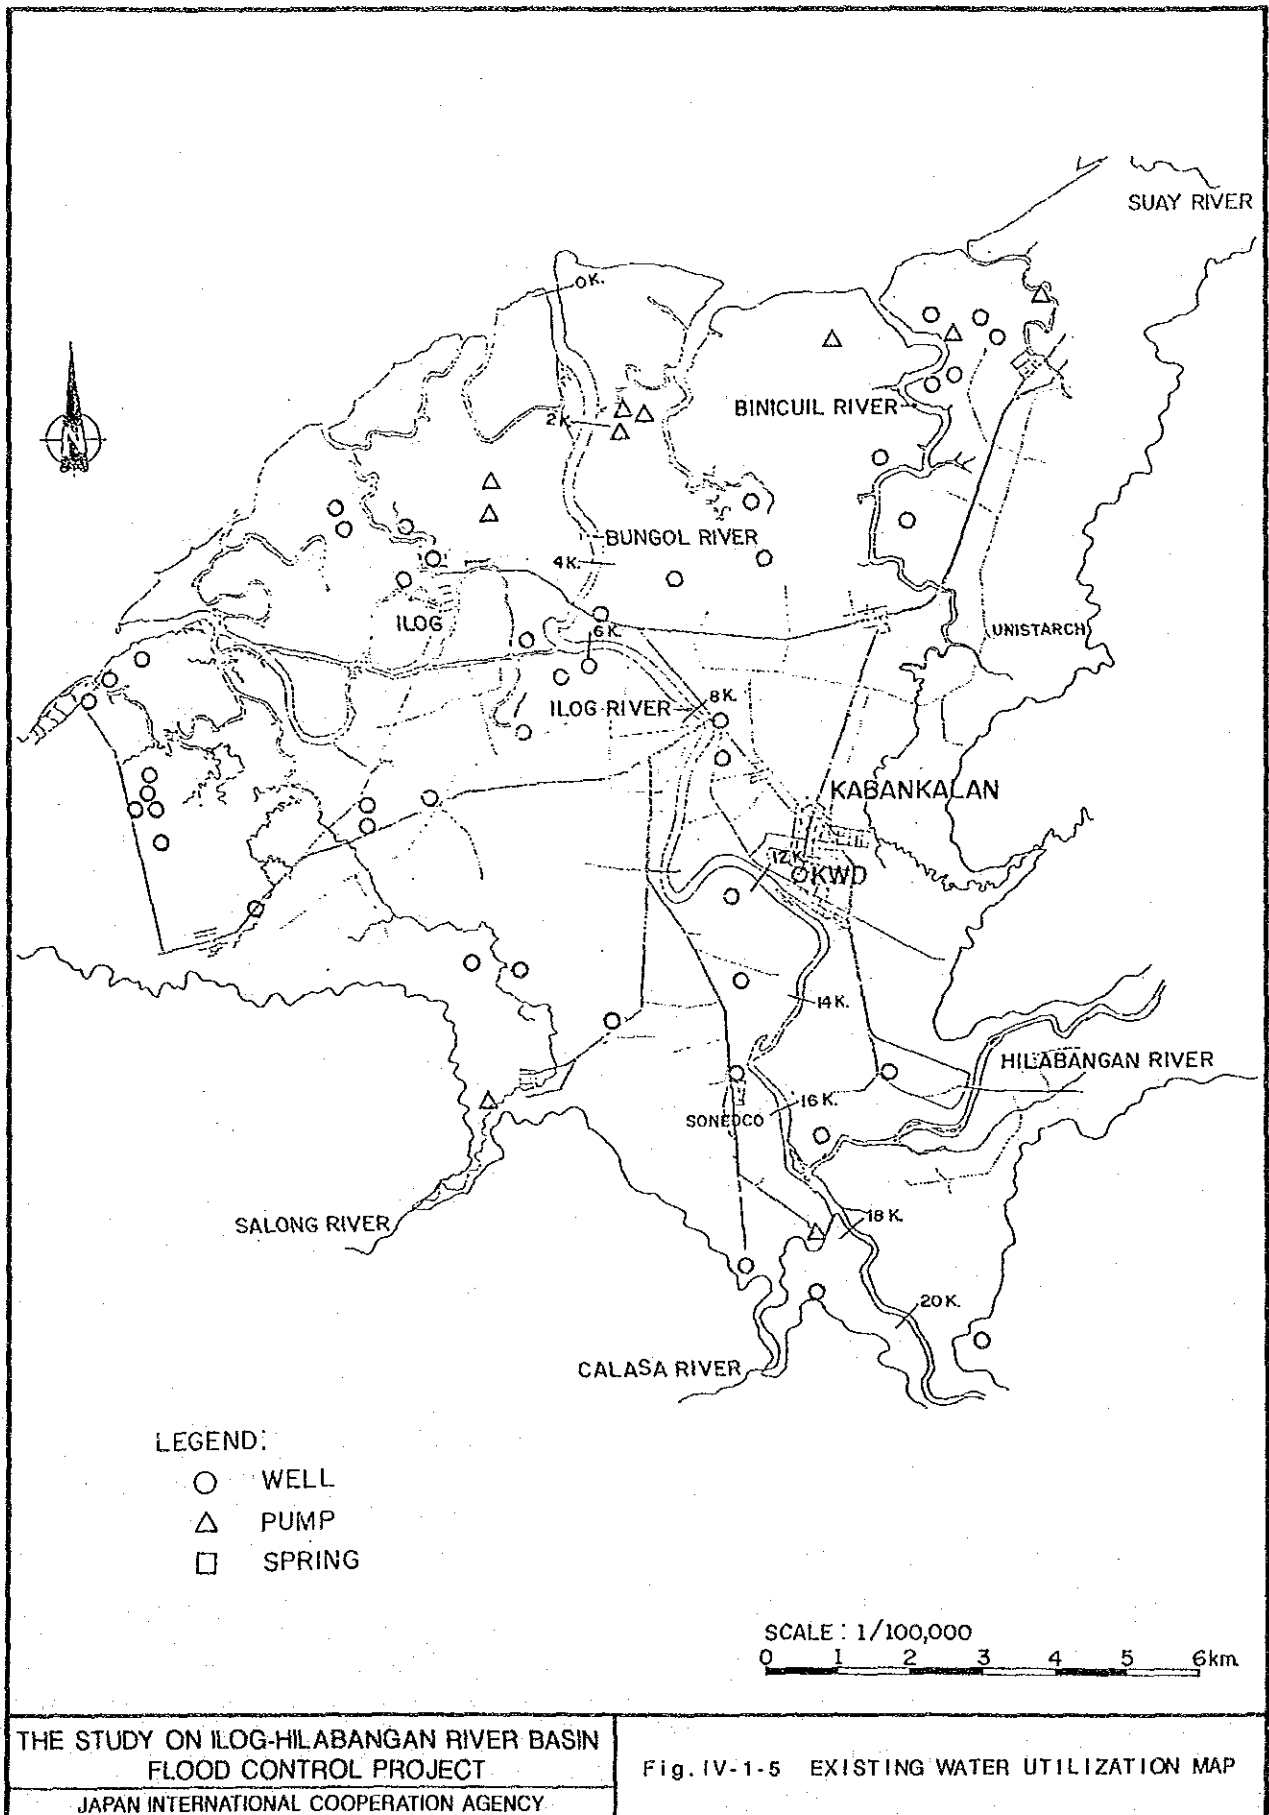 SUAY RIVER
0K.
N
BINICUIL RIVER
2K.
BUNGOL RIVER
4K.
ILOG
6K.
UNISTARCH
ILOG RIVER
8K.
KABANKALAN
12K.
KWD
14K.
HILABANGAN RIVER
16K.
SONEDCO
SALONG RIVER
18K.
20K.
CALASA RIVER
LEGEND:
WELL
PUMP
SPRING
SCALE : 1/100,000
0 1 2 3 4 5 6km.
THE STUDY ON ILOG-HILABANGAN RIVER BASIN
FLOOD CONTROL PROJECT
JAPAN INTERNATIONAL COOPERATION AGENCY
Fig. IV-1-5 EXISTING WATER UTILIZATION MAP